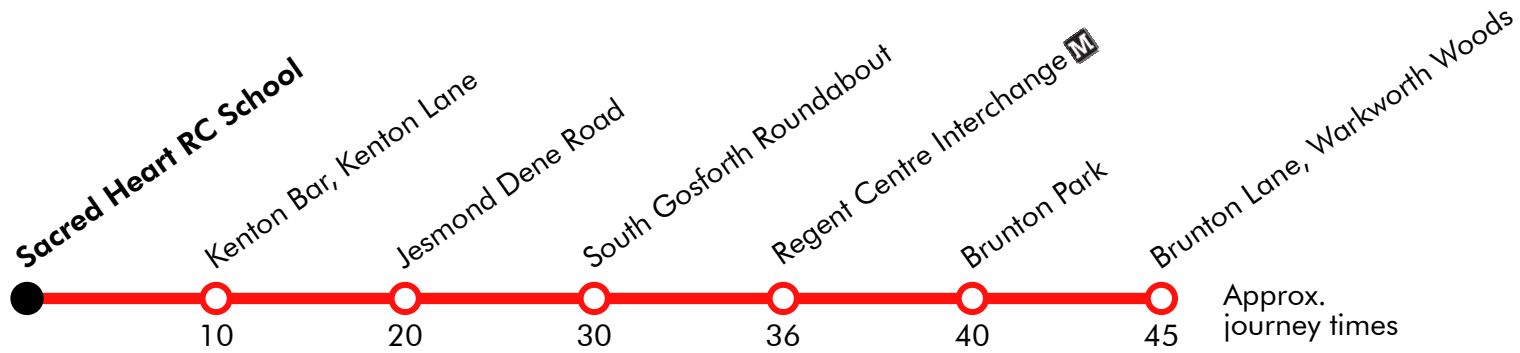 Sacred Heart RC School
Kenton Bar, Kenton Lane
Jesmond Dene Road
South Gosforth Roundabout
Regent Centre Interchange M
Brunton Park
Brunton Lane, Warkworth Woods
10
20
30
36
40
45
Approx.
journey times